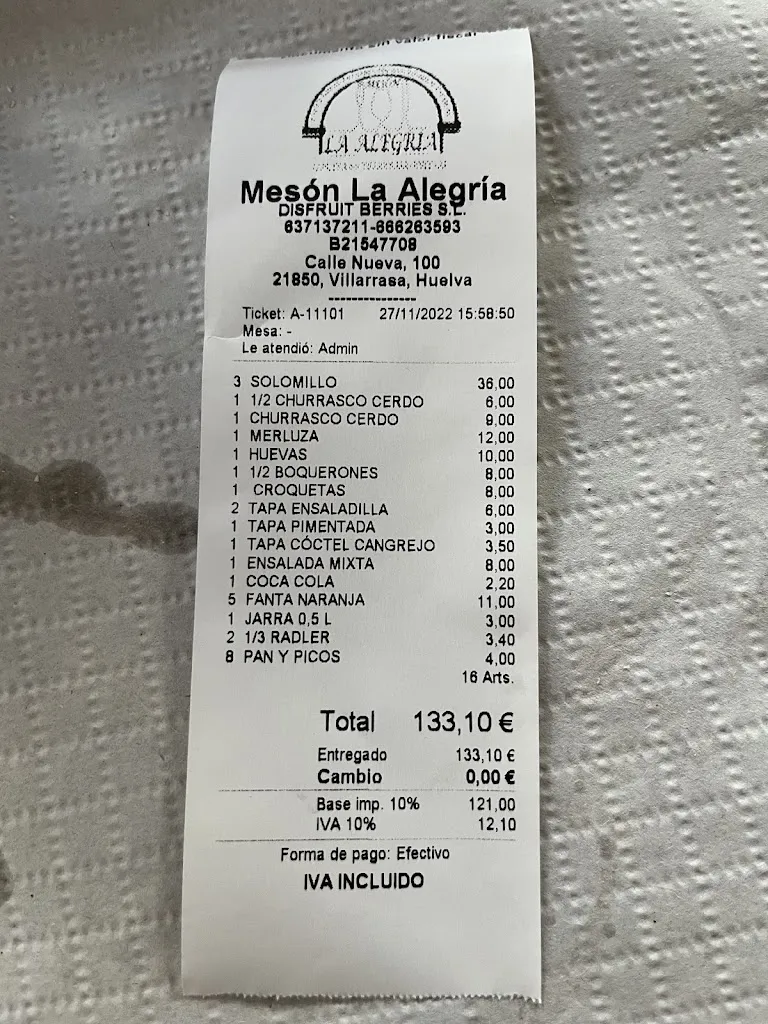 MESÓN
LA ALEGRIA
Mesón La Alegría
DISFRUIT BERRIES S.L.
637137211-666263593
B21547708
Calle Nueva, 100
21850, Villarrasa, Huelva
---------------
Ticket: A-11101 27/11/2022 15:58:50
Mesa: -
Le atendió: Admin
3 SOLOMILLO 36,00
1 1/2 CHURRASCO CERDO 6,00
1 CHURRASCO CERDO 9,00
1 MERLUZA 12,00
1 HUEVAS 10,00
1 1/2 BOQUERONES 8,00
1 CROQUETAS 8,00
2 TAPA ENSALADILLA 6,00
1 TAPA PIMENTADA 3,00
1 TAPA CÓCTEL CANGREJO 3,50
1 ENSALADA MIXTA 8,00
1 COCA COLA 2,20
5 FANTA NARANJA 11,00
1 JARRA 0,5 L 3,00
2 1/3 RADLER 3,40
8 PAN Y PICOS 4,00
16 Arts.
Total 133,10 €
Entregado 133,10 €
Cambio 0,00 €
Base imp. 10% 121,00
IVA 10% 12,10
Forma de pago: Efectivo
IVA INCLUIDO